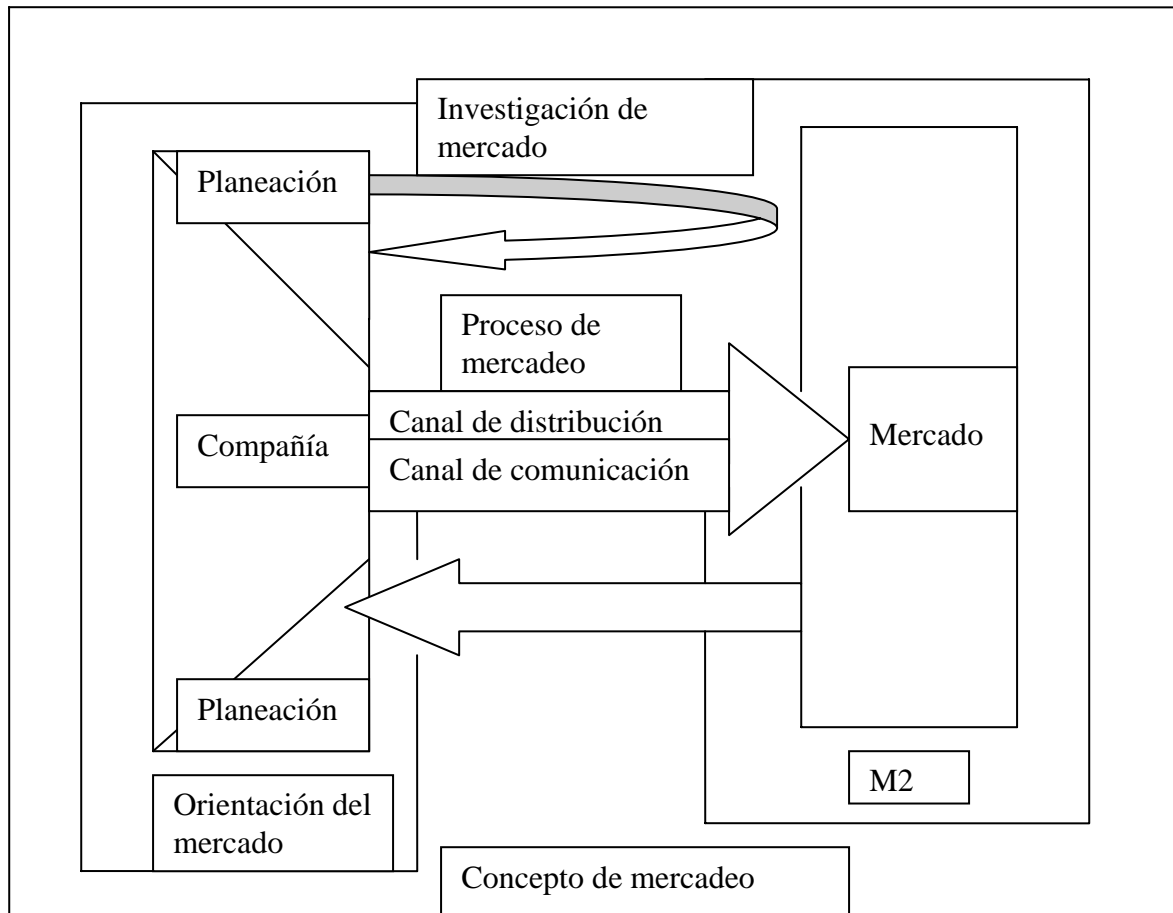 Investigación de
mercado
Planeación
Proceso de
mercadeo
Canal de distribución
Compañía
Mercado
Canal de comunicación
Planeación
M2
Orientación del
mercado
Concepto de mercadeo